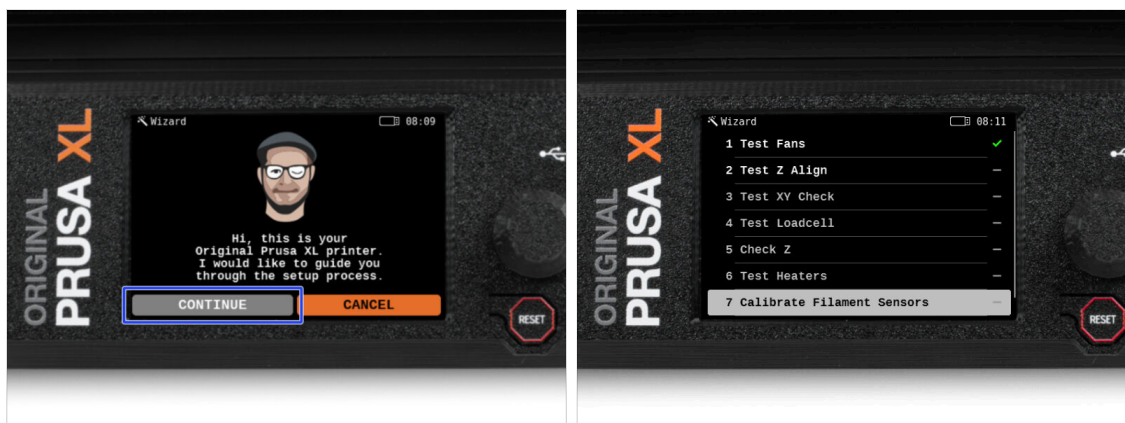 ORIGINAL
PRUSA XL
Wizard
08:09
Hi, this is your
Original Prusa XL printer.
I would like to guide you
through the setup process.
CONTINUE
CANCEL
RESET
ORIGINAL
PRUSA XL
Wizard
08:11
1 Test Fans
2 Test Z Align
3 Test XY Check
4 Test Loadcell
5 Check Z
6 Test Heaters
7 Calibrate Filament Sensors
RESET